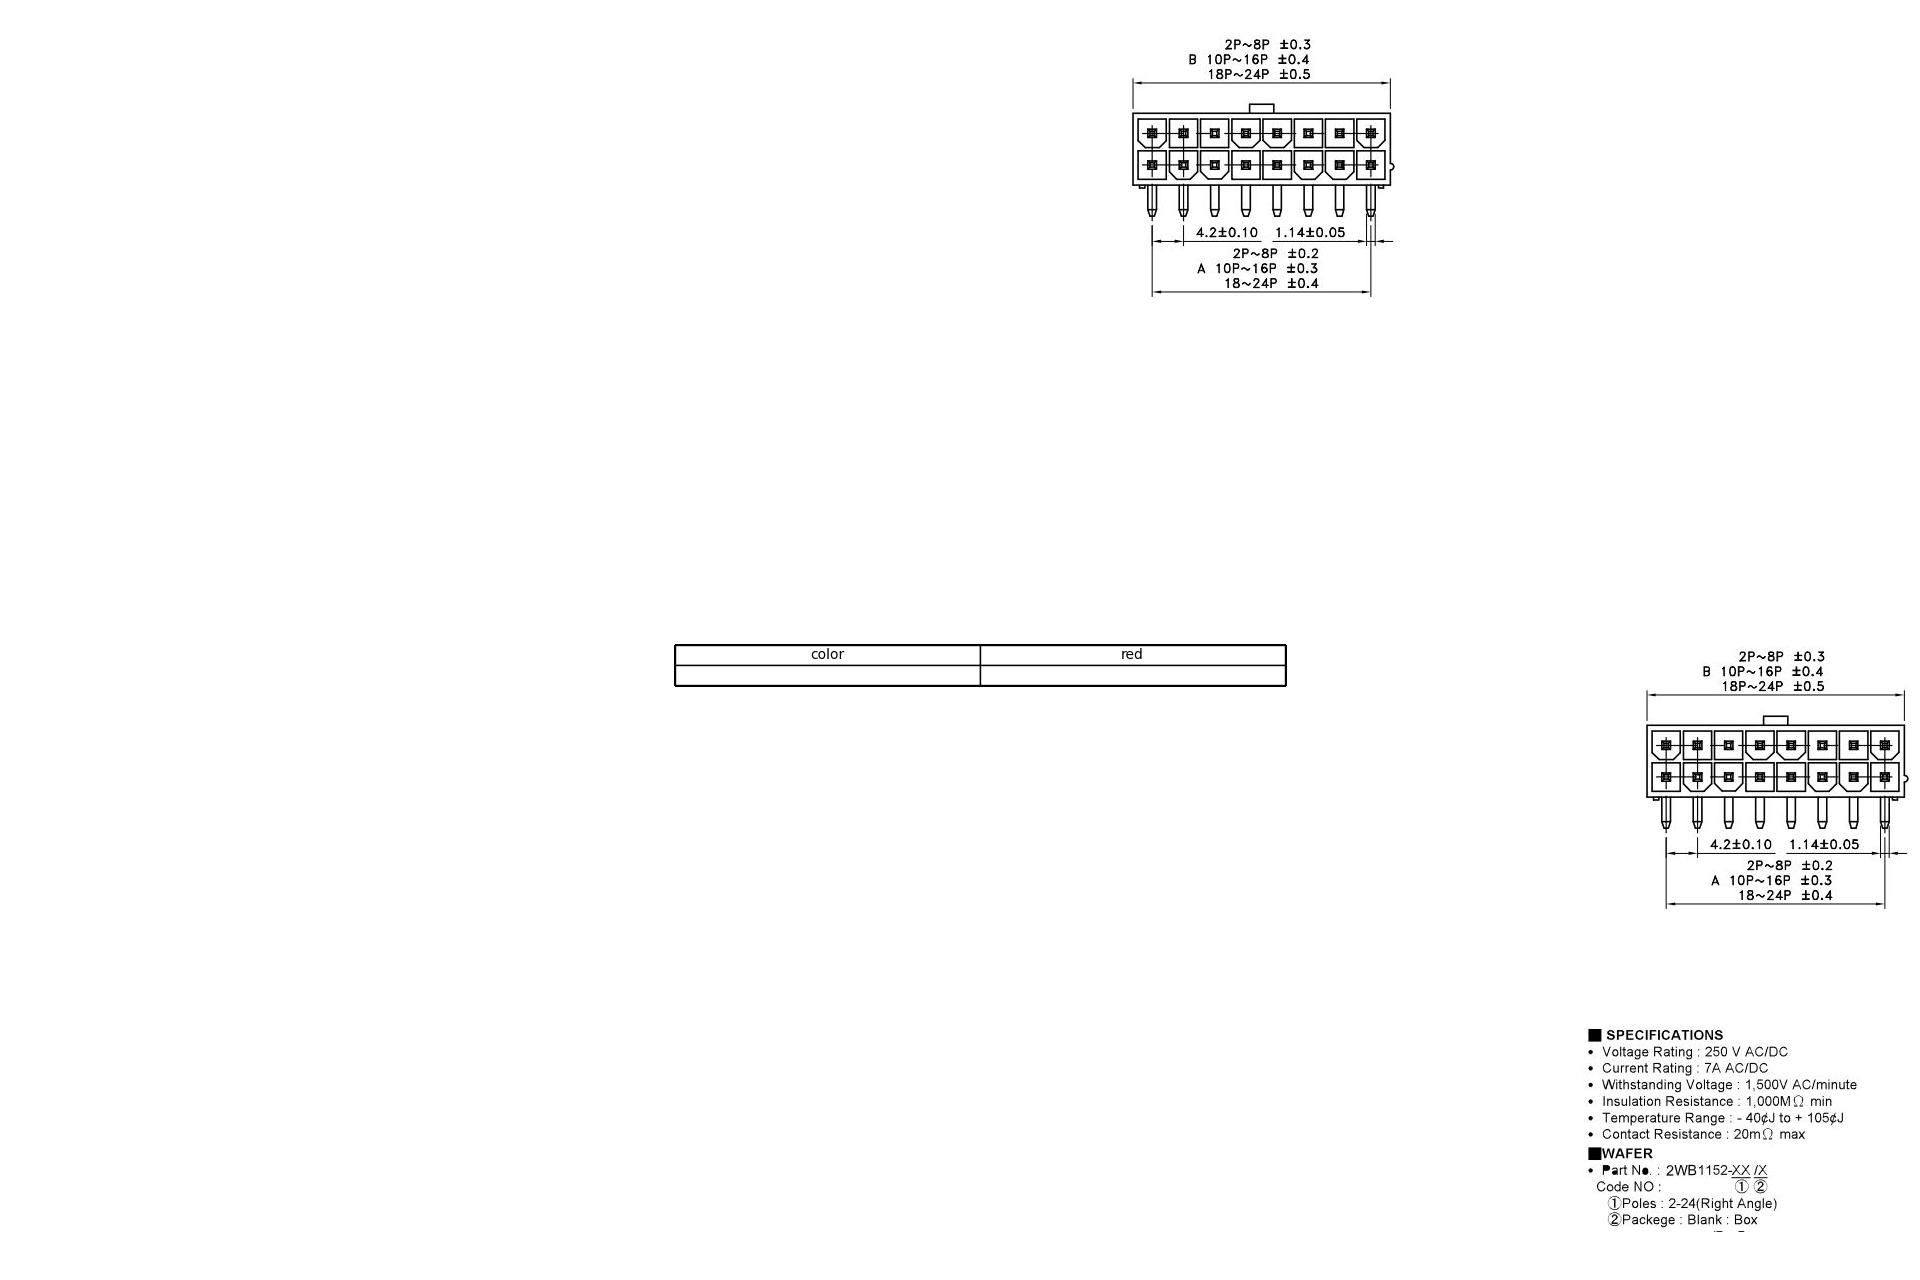 2P~8P ±0.3
B 10P~16P ±0.4
18P~24P ±0.5
4.2±0.10 1.14±0.05
2P~8P ±0.2
A 10P~16P ±0.3
18~24P ±0.4
color red
2P~8P ±0.3
B 10P~16P ±0.4
18P~24P ±0.5
4.2±0.10 1.14±0.05
2P~8P ±0.2
A 10P~16P ±0.3
18~24P ±0.4
■ SPECIFICATIONS
• Voltage Rating : 250 V AC/DC
• Current Rating : 7A AC/DC
• Withstanding Voltage : 1,500V AC/minute
• Insulation Resistance : 1,000MΩ min
• Temperature Range : - 40¢J to + 105¢J
• Contact Resistance : 20mΩ max
■WAFER
• Part No. : 2WB1152-XX /X
Code NO : ① ②
①Poles : 2-24(Right Angle)
②Packege : Blank : Box